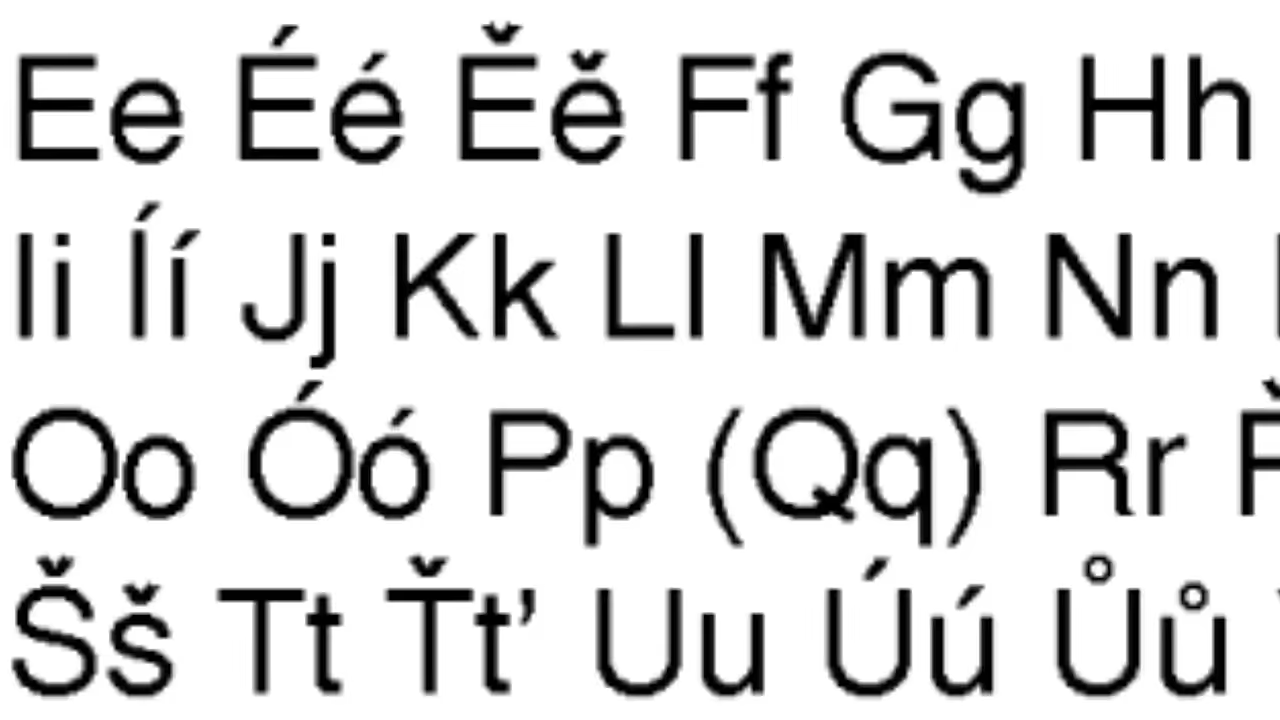 Ee Éé Ěě Ff Gg Hh
Ii Íí Jj Kk Ll Mm Nn
Oo Óó Pp (Qq) Rr
Šš Tt Ťť Uu Úú Ůů